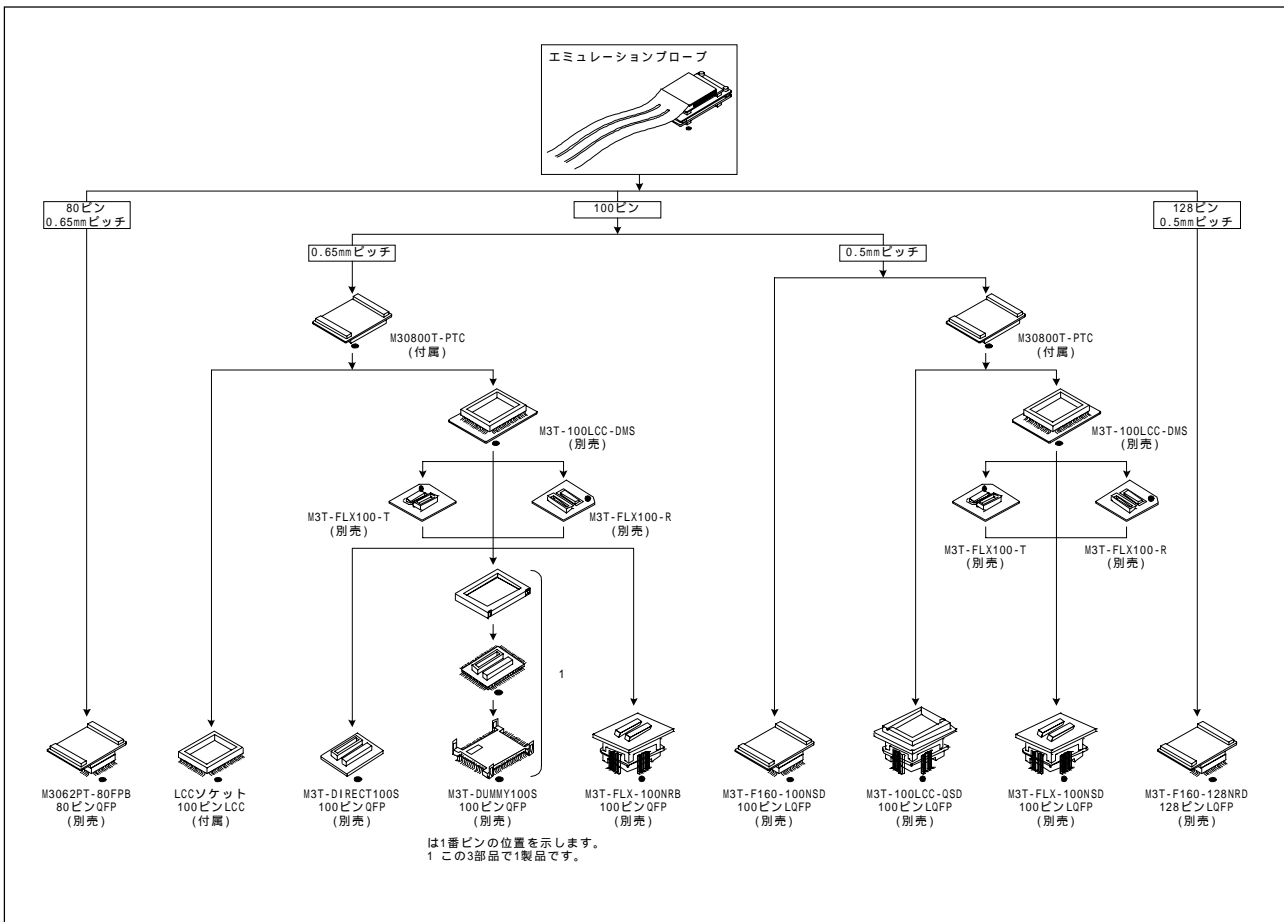 エミュレーションプローブ
80ピン
0.65mmピッチ
100ピン
128ピン
0.5mmピッチ
0.65mmピッチ
0.5mmピッチ
M30800T-PTC
(付属)
M30800T-PTC
(付属)
M3T-100LCC-DMS
(別売)
M3T-100LCC-DMS
(別売)
M3T-FLX100-T
(別売)
M3T-FLX100-R
(別売)
M3T-FLX100-T
(別売)
M3T-FLX100-R
(別売)
1
M3062PT-80FPB
80ピンQFP
(別売)
LCCソケット
100ピンLCC
(付属)
M3T-DIRECT100S
100ピンQFP
(別売)
M3T-DUMMY100S
100ピンQFP
(別売)
M3T-FLX-100NRB
100ピンQFP
(別売)
M3T-F160-100NSD
100ピンLQFP
(別売)
M3T-100LCC-QSD
100ピンLQFP
(別売)
M3T-FLX-100NSD
100ピンLQFP
(別売)
M3T-F160-128NRD
128ピンLQFP
(別売)
は1番ピンの位置を示します。
1 この3部品で1製品です。